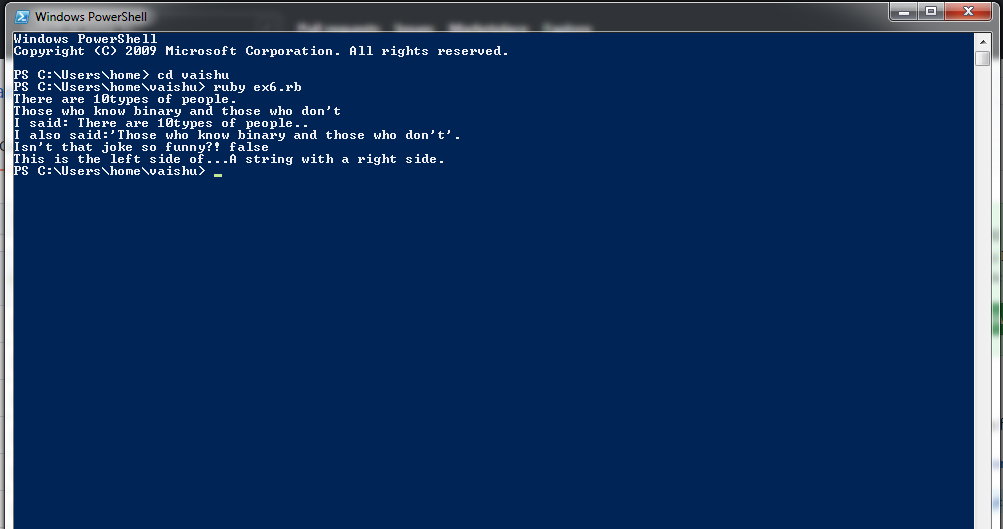 Windows PowerShell
Windows PowerShell
Copyright (C) 2009 Microsoft Corporation. All rights reserved.
PS C:\Users\home> cd vaishu
PS C:\Users\home\vaishu> ruby ex6.rb
There are 10types of people.
Those who know binary and those who don't
I said: There are 10types of people..
I also said:'Those who know binary and those who don't'.
Isn't that joke so funny?! false
This is the left side of...A string with a right side.
PS C:\Users\home\vaishu> _